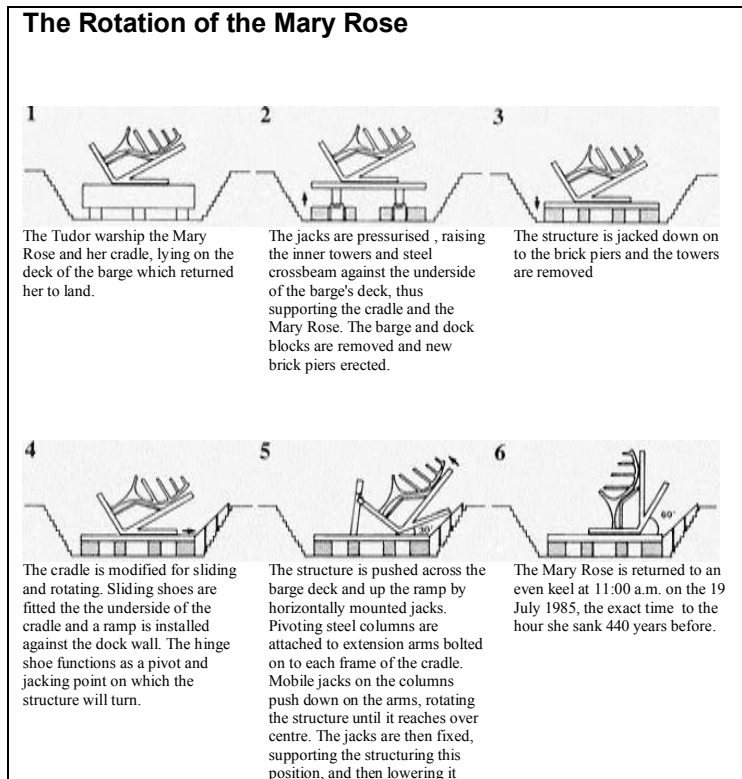 The Rotation of the Mary Rose
1
2
3
The Tudor warship the Mary
Rose and her cradle, lying on the
deck of the barge which returned
her to land.
The jacks are pressurised , raising
the inner towers and steel
crossbeam against the underside
of the barge's deck, thus
supporting the cradle and the
Mary Rose. The barge and dock
blocks are removed and new
brick piers erected.
The structure is jacked down on
to the brick piers and the towers
are removed
4
5
30°
6
60°
The cradle is modified for sliding
and rotating. Sliding shoes are
fitted the the underside of the
cradle and a ramp is installed
against the dock wall. The hinge
shoe functions as a pivot and
jacking point on which the
structure will turn.
The structure is pushed across the
barge deck and up the ramp by
horizontally mounted jacks.
Pivoting steel columns are
attached to extension arms bolted
on to each frame of the cradle.
Mobile jacks on the columns
push down on the arms, rotating
the structure until it reaches over
centre. The jacks are then fixed,
supporting the structuring this
position, and then lowering it
The Mary Rose is returned to an
even keel at 11:00 a.m. on the 19
July 1985, the exact time to the
hour she sank 440 years before.